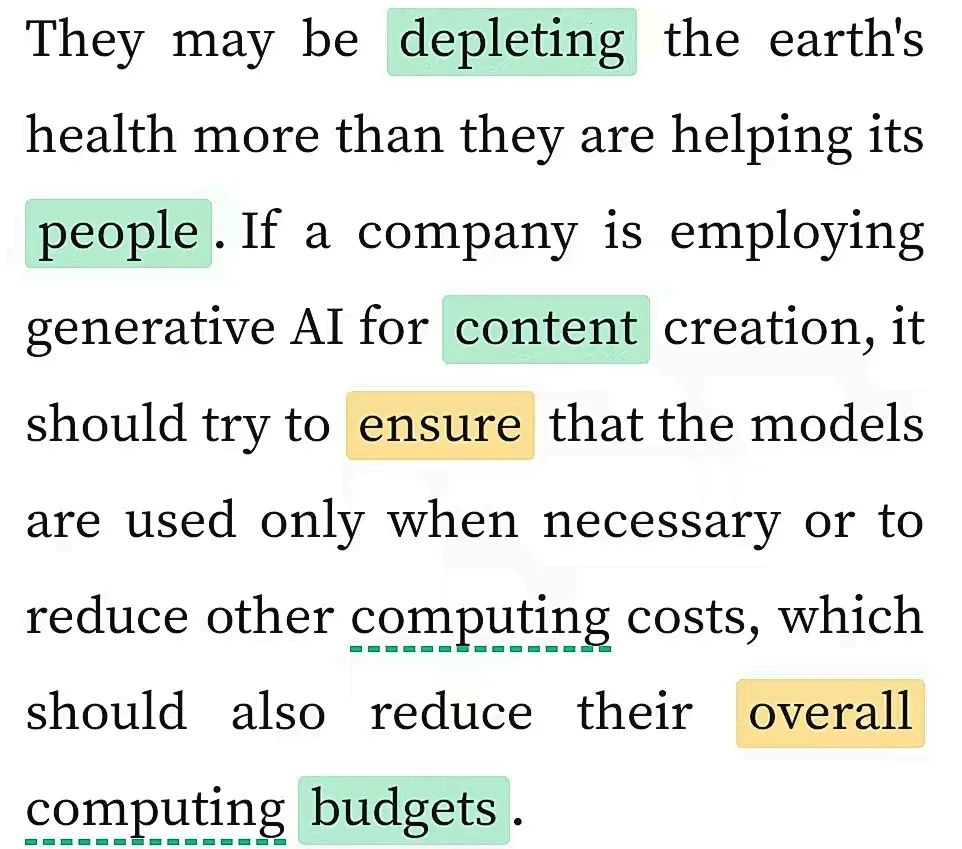 They may be depleting the earth's
health more than they are helping its
people. If a company is employing
generative AI for content creation, it
should try to ensure that the models
are used only when necessary or to
reduce other computing costs, which
should also reduce their overall
computing budgets.